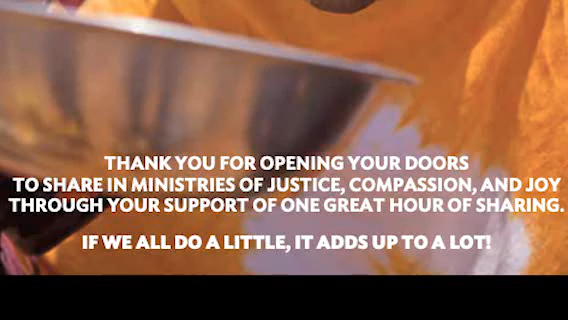 THANK YOU FOR OPENING YOUR DOORS
TO SHARE IN MINISTRIES OF JUSTICE, COMPASSION, AND JOY
THROUGH YOUR SUPPORT OF ONE GREAT HOUR OF SHARING.
IF WE ALL DO A LITTLE, IT ADDS UP TO A LOT!